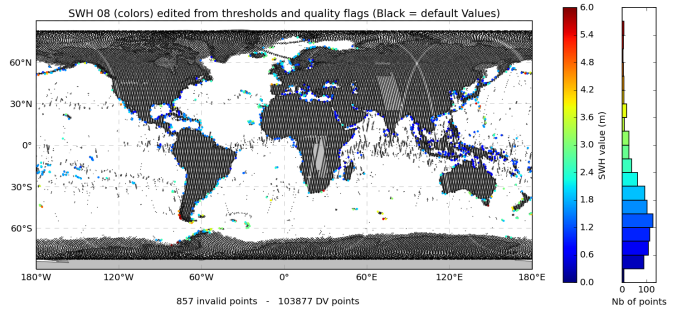 SWH 08 (colors) edited from thresholds and quality flags (Black = default Values)
60°N
30°N
0°
30°S
60°S
180°W
120°W
60°W
0°
60°E
120°E
180°E
6.0
5.4
4.8
4.2
3.6
3.0
2.4
1.8
1.2
0.6
0.0
SWH value (m)
0
100
Nb of points
857 invalid points - 103877 DV points